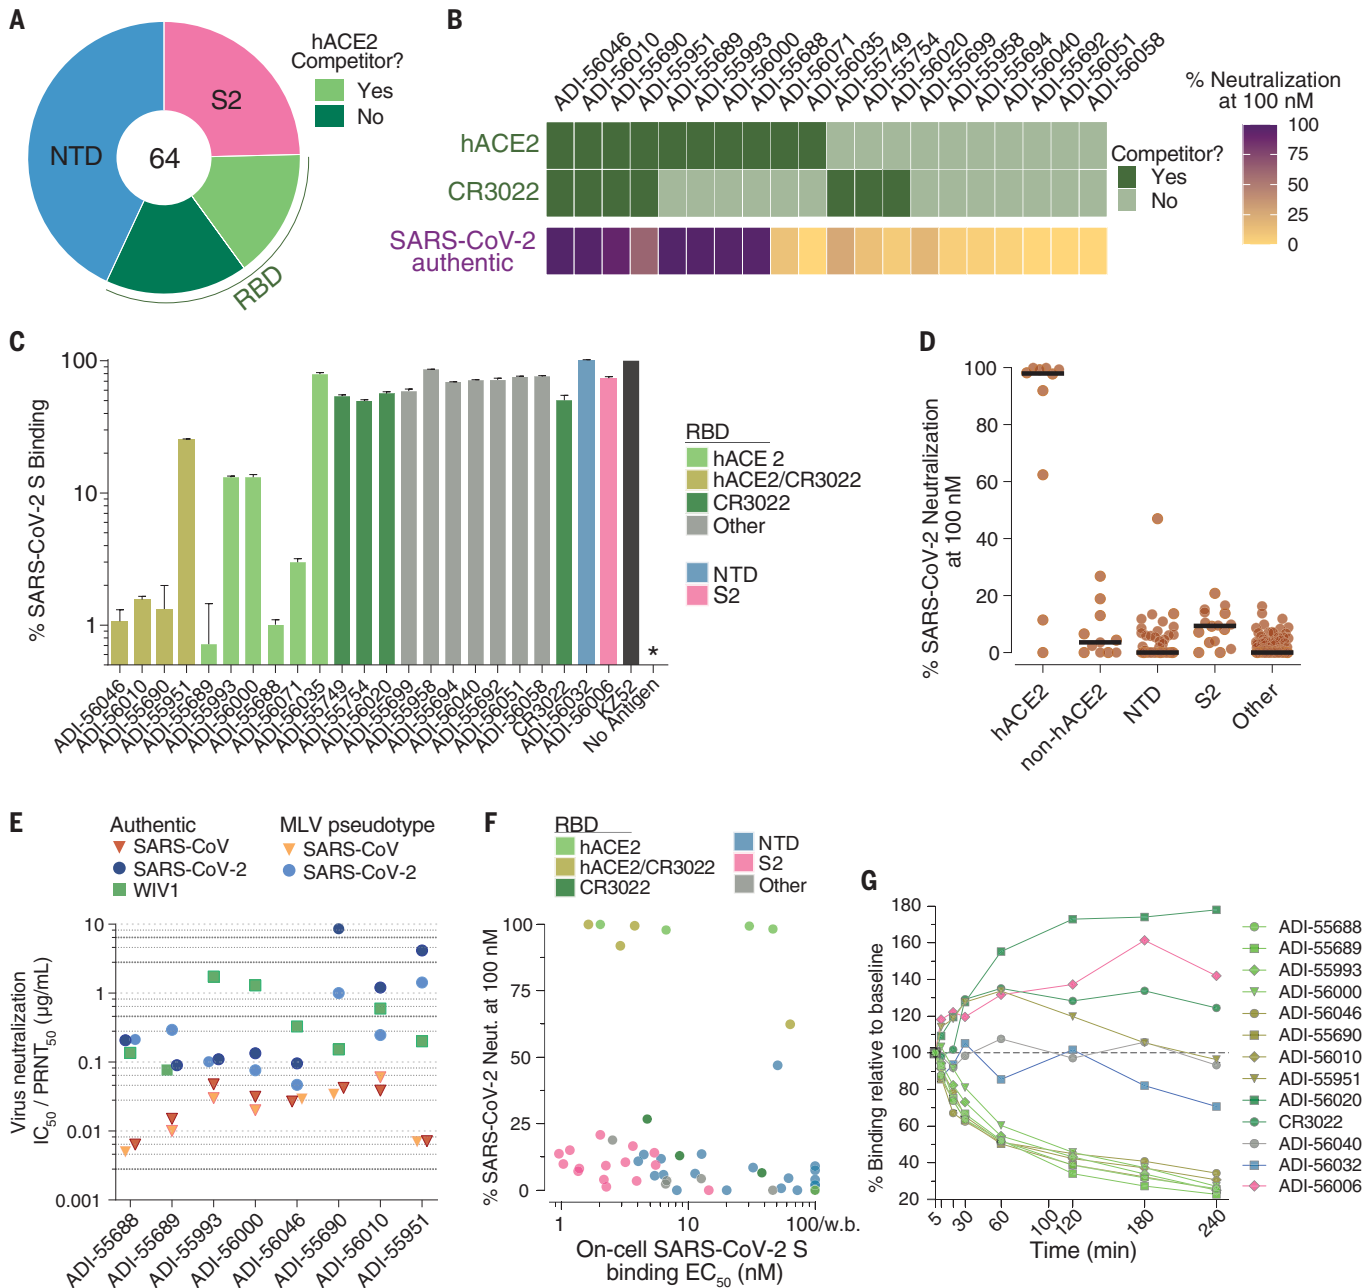 A
NTD
S2
64
RBD
hACE2
Competitor?
Yes
No
B
ADI-56046
ADI-56010
ADI-55690
ADI-55951
ADI-55689
ADI-55993
ADI-56000
ADI-55688
ADI-56071
ADI-56035
ADI-55749
ADI-55754
ADI-56020
ADI-55699
ADI-55958
ADI-55694
ADI-56040
ADI-55692
ADI-56051
ADI-56058
hACE2
CR3022
SARS-CoV-2
authentic
Competitor?
Yes
No
% Neutralization
at 100 nM
100
75
50
25
0
C
% SARS-CoV-2 S Binding
100
10
1
*
ADI-56046
ADI-56010
ADI-55690
ADI-55951
ADI-55689
ADI-55993
ADI-56000
ADI-55688
ADI-56071
ADI-56035
ADI-55749
ADI-55754
ADI-56020
ADI-55699
ADI-55958
ADI-55694
ADI-56040
ADI-55692
ADI-56051
ADI-56058
CR3022
ADI-56032
ADI-56006
KZ52
No Antigen
RBD
hACE 2
hACE2/CR3022
CR3022
Other
NTD
S2
D
% SARS-CoV-2 Neutralization
at 100 nM
100
80
60
40
20
0
hACE2
non-hACE2
NTD
S2
Other
E
Authentic
SARS-CoV
SARS-CoV-2
WIV1
MLV pseudotype
SARS-CoV
SARS-CoV-2
Virus neutralization
IC50 / PRNT50 (µg/mL)
10
1
0.1
0.01
0.001
ADI-55688
ADI-55689
ADI-55993
ADI-56000
ADI-56046
ADI-55690
ADI-56010
ADI-55951
F
RBD
hACE2
hACE2/CR3022
CR3022
NTD
S2
Other
% SARS-CoV-2 Neut. at 100 nM
100
75
50
25
0
1
10
100/w.b.
On-cell SARS-CoV-2 S
binding EC50 (nM)
G
% Binding relative to baseline
180
160
140
120
100
80
60
40
20
5
30
60
100
120
180
240
Time (min)
ADI-55688
ADI-55689
ADI-55993
ADI-56000
ADI-56046
ADI-55690
ADI-56010
ADI-55951
ADI-56020
CR3022
ADI-56040
ADI-56032
ADI-56006